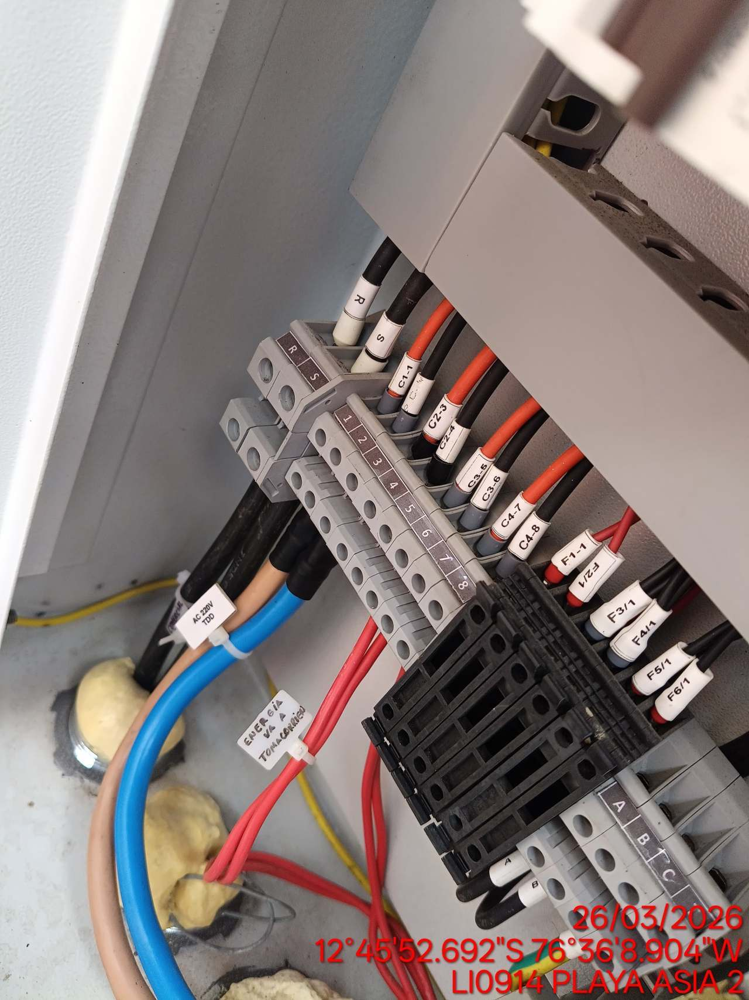 R
S
R
S
C1-1
C2-3
C2-4
C3-5
C3-6
C4-7
C4-8
1
2
3
4
5
6
7
8
F1-1
F2/1
F3/1
F4/1
F5/1
F6/1
AC 220V
TDD
ENERGÍA
VA A
TOMACORRIEN
A
B
C
A
B
26/03/2026
12°45'52.692"S 76°36'8.904"W
LI0914 PLAYA ASIA 2